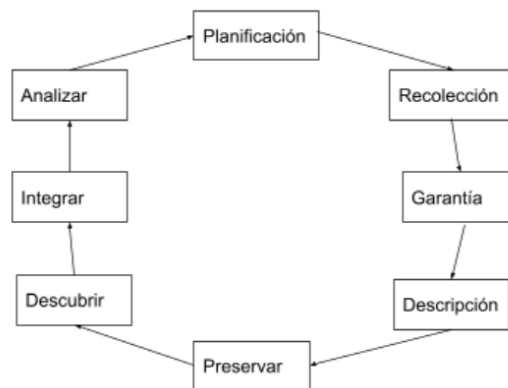 Planificación
Analizar
Recolección
Integrar
Garantía
Descubrir
Descripción
Preservar